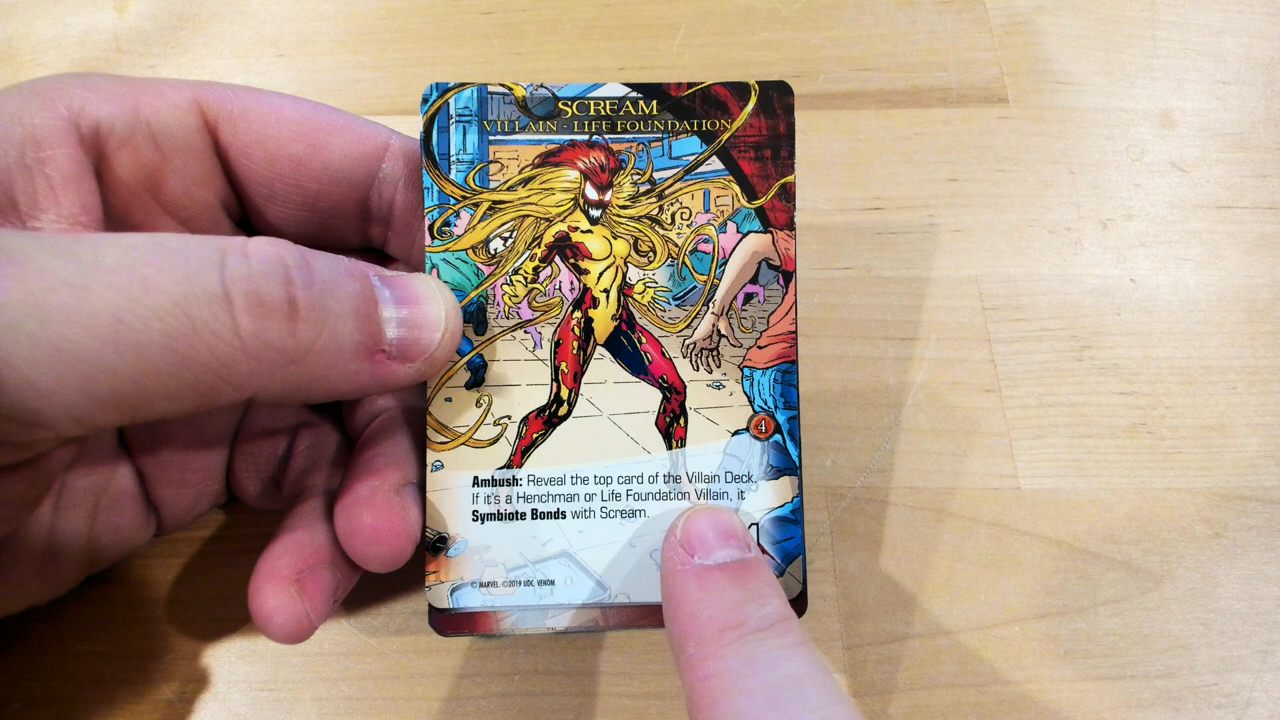 SCREAM
VILLAIN - LIFE FOUNDATION
4
Ambush: Reveal the top card of the Villain Deck.
If it's a Henchman or Life Foundation Villain, it
Symbiote Bonds with Scream.
© MARVEL. ©2019 UDC. VENOM